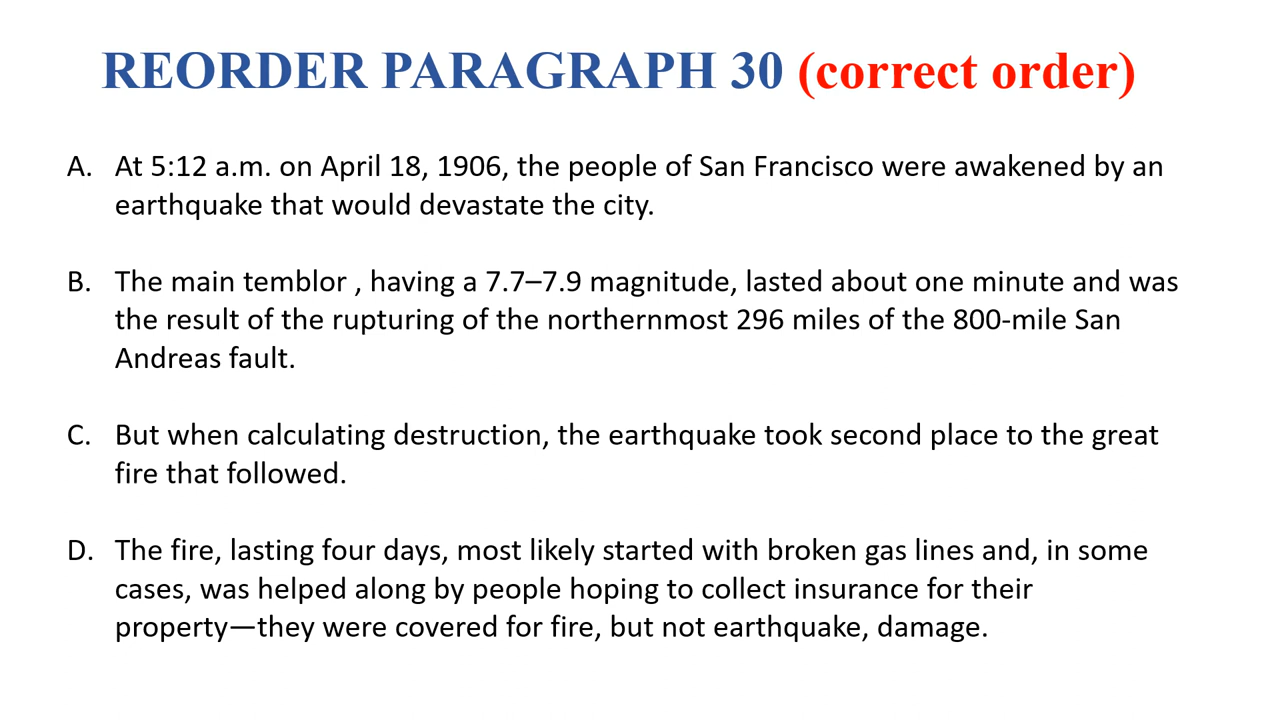 REORDER PARAGRAPH 30 (correct order)
A. At 5:12 a.m. on April 18, 1906, the people of San Francisco were awakened by an
earthquake that would devastate the city.
B. The main temblor , having a 7.7–7.9 magnitude, lasted about one minute and was
the result of the rupturing of the northernmost 296 miles of the 800-mile San
Andreas fault.
C. But when calculating destruction, the earthquake took second place to the great
fire that followed.
D. The fire, lasting four days, most likely started with broken gas lines and, in some
cases, was helped along by people hoping to collect insurance for their
property—they were covered for fire, but not earthquake, damage.